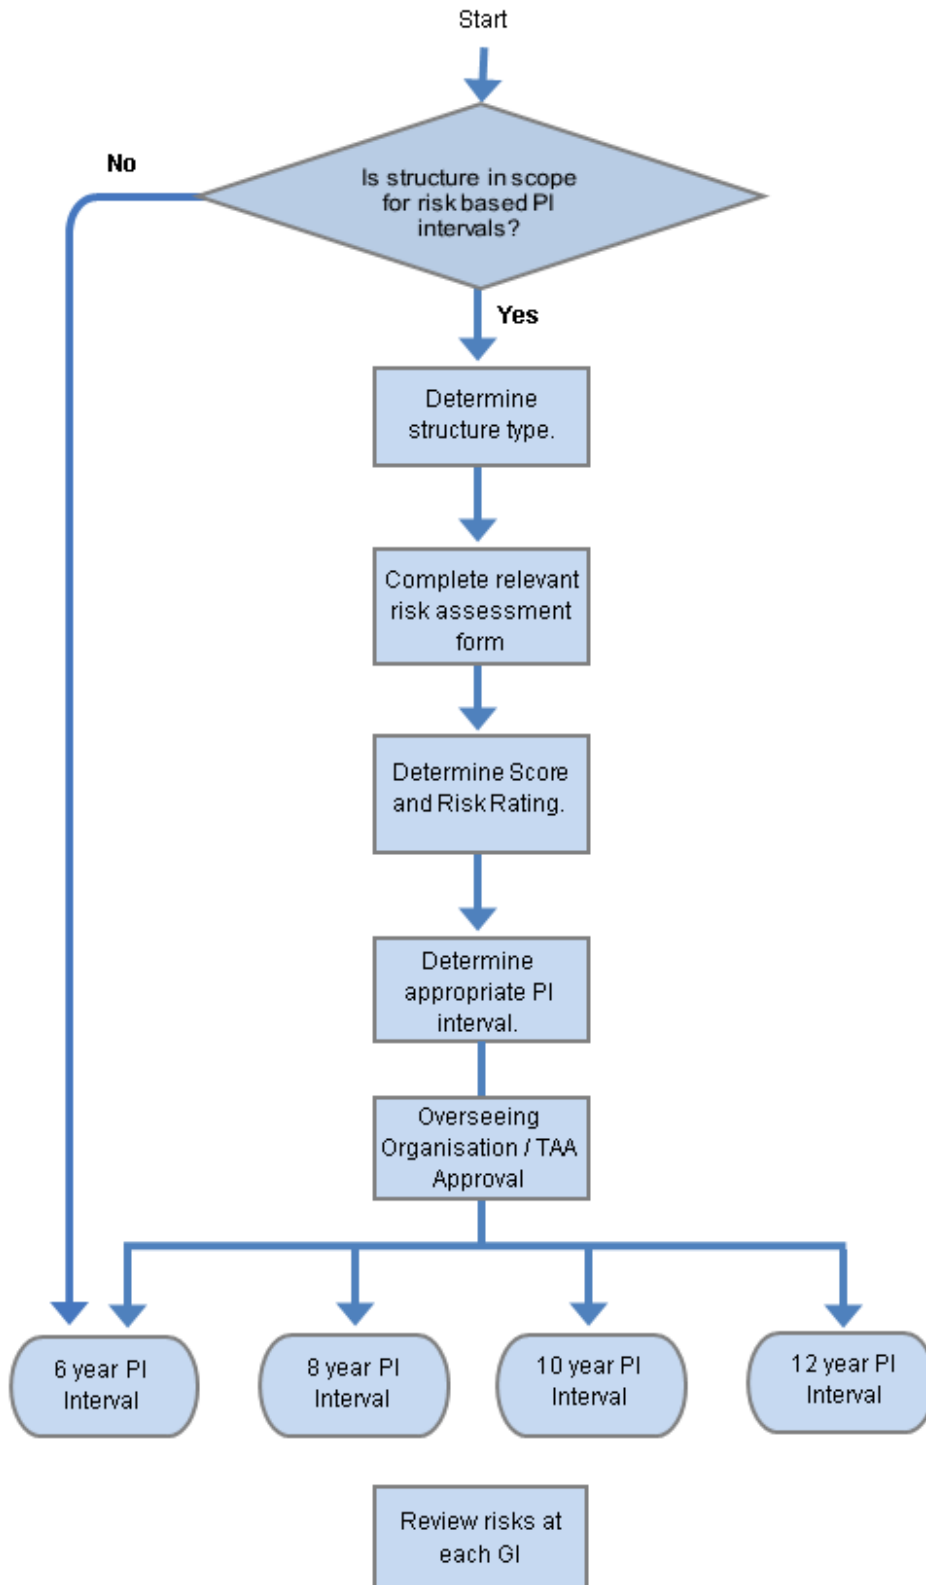 Start
No
Is structure in scope
for risk based PI
intervals?
Yes
Determine
structure type.
Complete relevant
risk assessment
form
Determine Score
and Risk Rating.
Determine
appropriate PI
interval.
Overseeing
Organisation / TAA
Approval
6 year PI
Interval
8 year PI
Interval
10 year PI
Interval
12 year PI
Interval
Review risks at
each GI